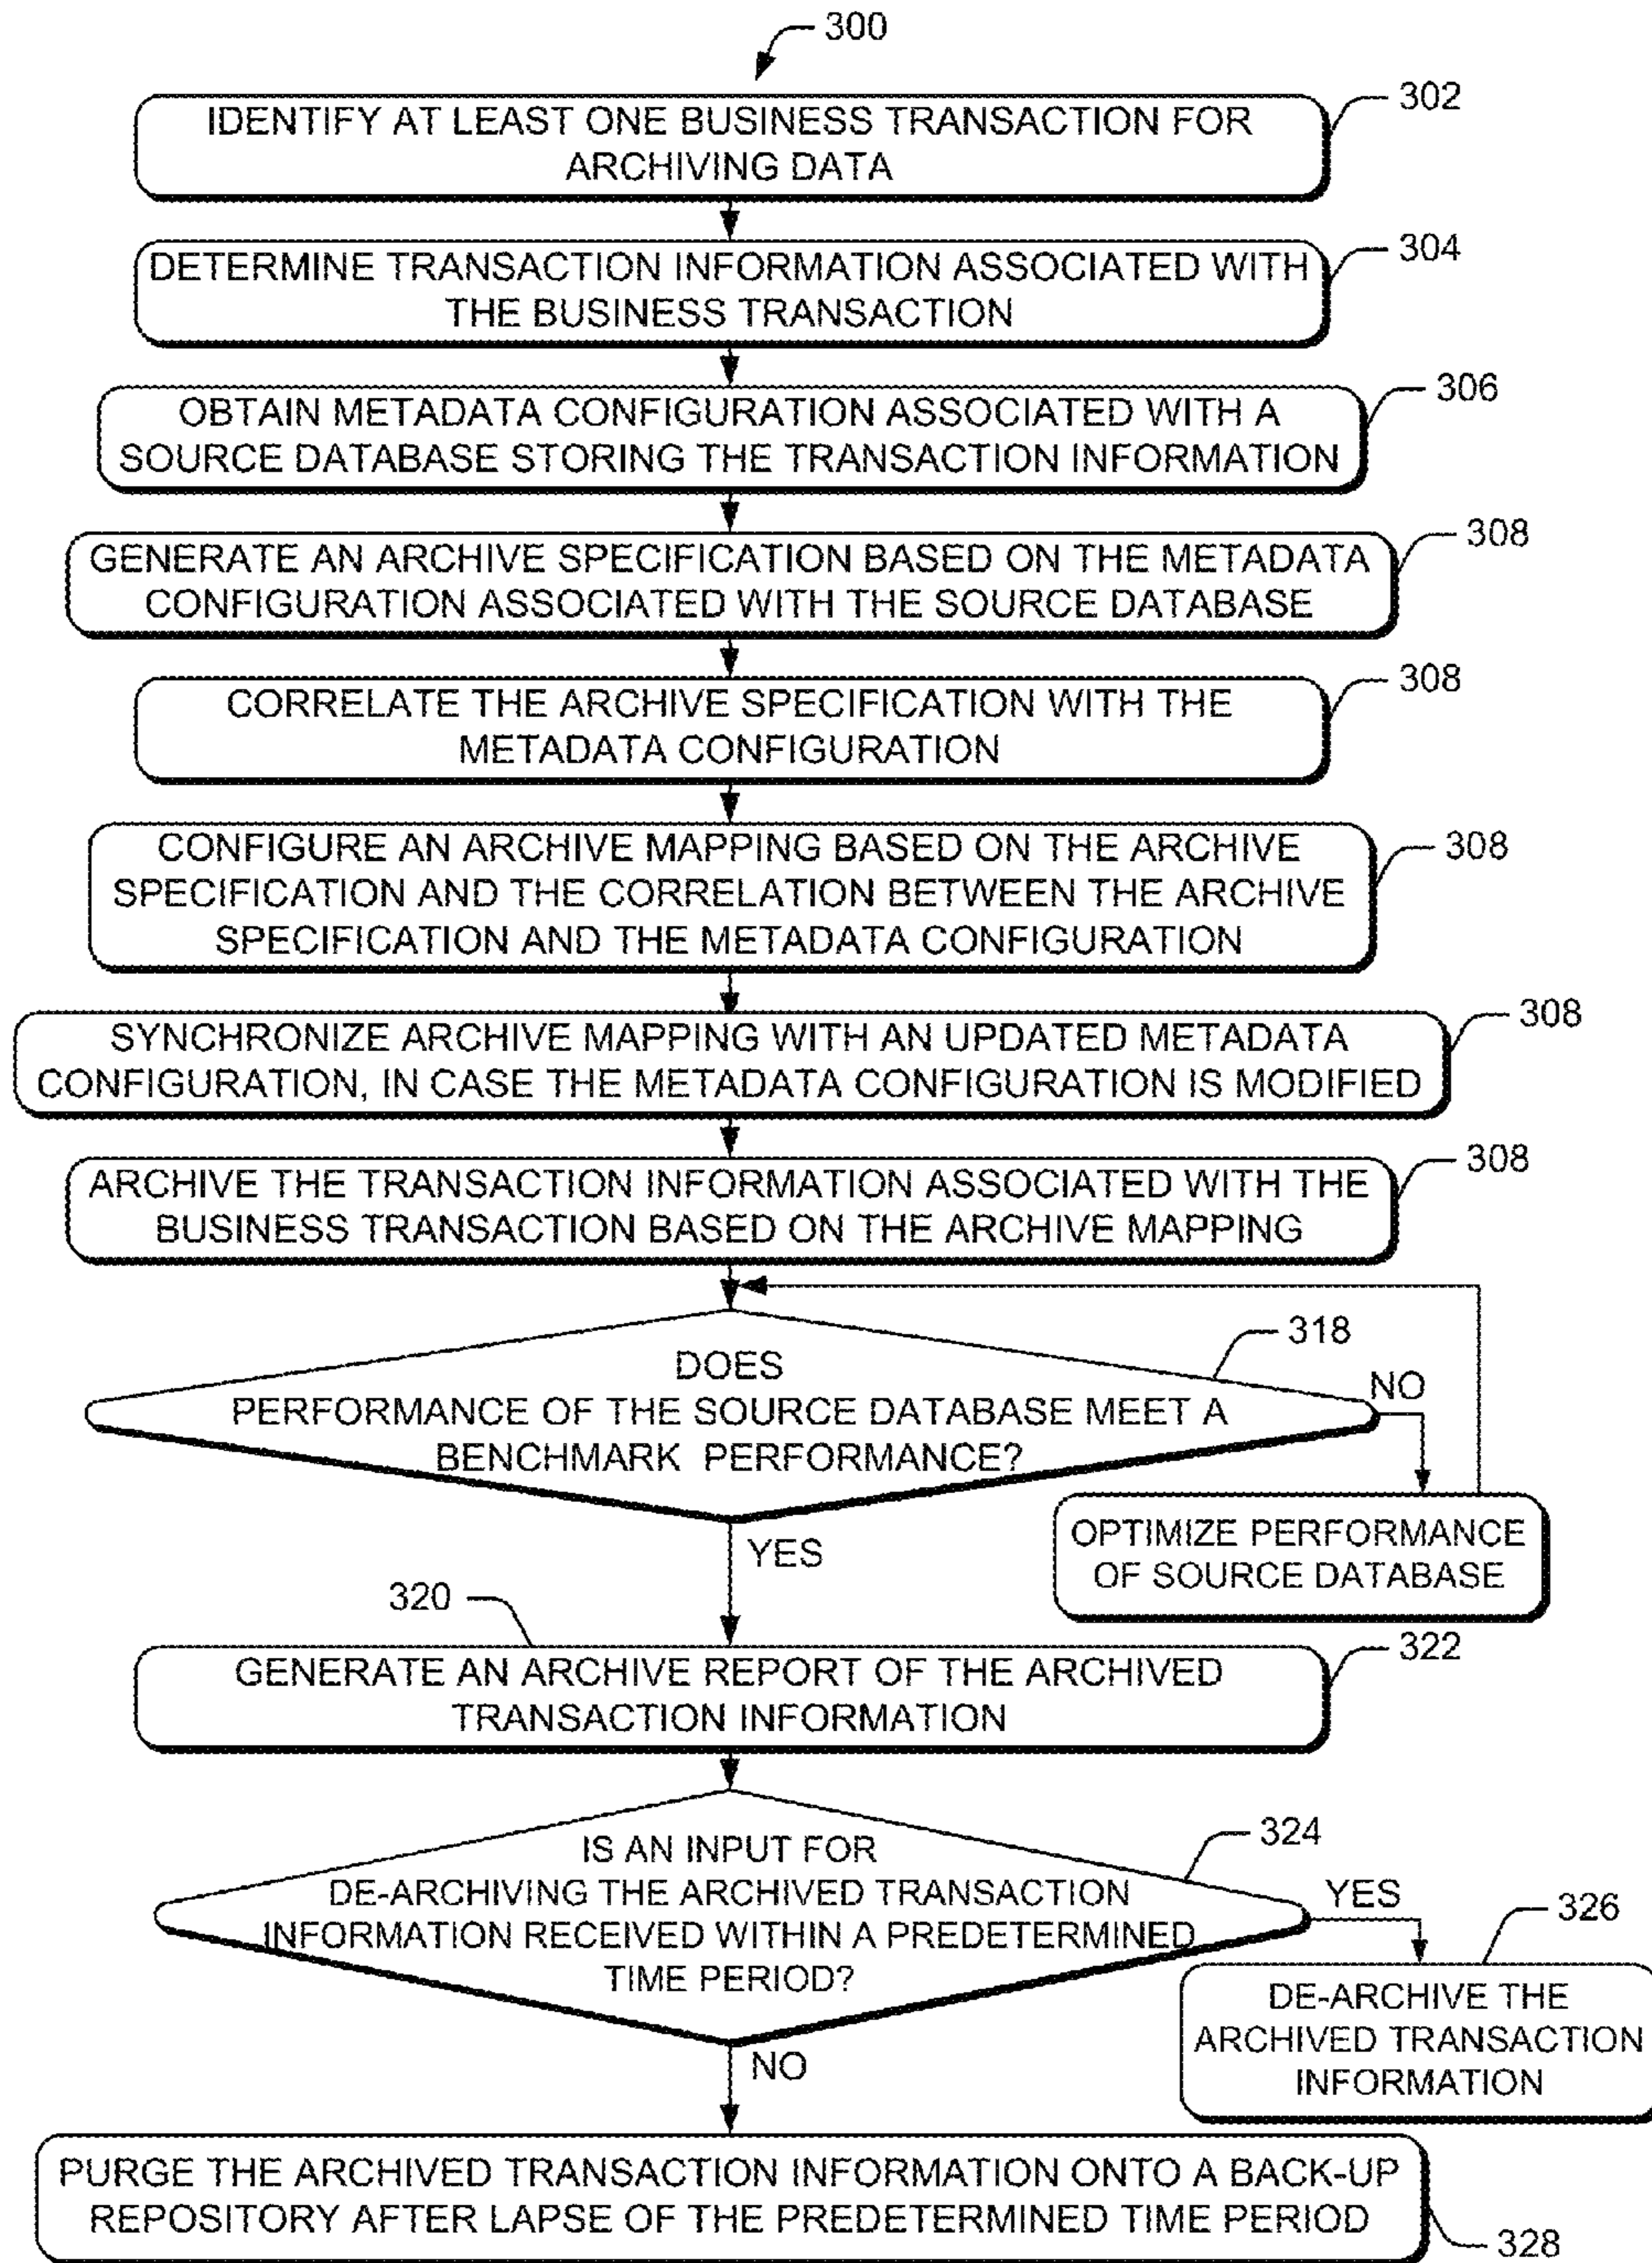 300
302
IDENTIFY AT LEAST ONE BUSINESS TRANSACTION FOR
ARCHIVING DATA
304
DETERMINE TRANSACTION INFORMATION ASSOCIATED WITH
THE BUSINESS TRANSACTION
306
OBTAIN METADATA CONFIGURATION ASSOCIATED WITH A
SOURCE DATABASE STORING THE TRANSACTION INFORMATION
308
GENERATE AN ARCHIVE SPECIFICATION BASED ON THE METADATA
CONFIGURATION ASSOCIATED WITH THE SOURCE DATABASE
308
CORRELATE THE ARCHIVE SPECIFICATION WITH THE
METADATA CONFIGURATION
308
CONFIGURE AN ARCHIVE MAPPING BASED ON THE ARCHIVE
SPECIFICATION AND THE CORRELATION BETWEEN THE ARCHIVE
SPECIFICATION AND THE METADATA CONFIGURATION
308
SYNCHRONIZE ARCHIVE MAPPING WITH AN UPDATED METADATA
CONFIGURATION, IN CASE THE METADATA CONFIGURATION IS MODIFIED
308
ARCHIVE THE TRANSACTION INFORMATION ASSOCIATED WITH THE
BUSINESS TRANSACTION BASED ON THE ARCHIVE MAPPING
318
DOES
PERFORMANCE OF THE SOURCE DATABASE MEET A
BENCHMARK PERFORMANCE?
NO
OPTIMIZE PERFORMANCE
OF SOURCE DATABASE
YES
320
322
GENERATE AN ARCHIVE REPORT OF THE ARCHIVED
TRANSACTION INFORMATION
324
IS AN INPUT FOR
DE-ARCHIVING THE ARCHIVED TRANSACTION
INFORMATION RECEIVED WITHIN A PREDETERMINED
TIME PERIOD?
YES
326
DE-ARCHIVE THE
ARCHIVED TRANSACTION
INFORMATION
NO
PURGE THE ARCHIVED TRANSACTION INFORMATION ONTO A BACK-UP
REPOSITORY AFTER LAPSE OF THE PREDETERMINED TIME PERIOD
328